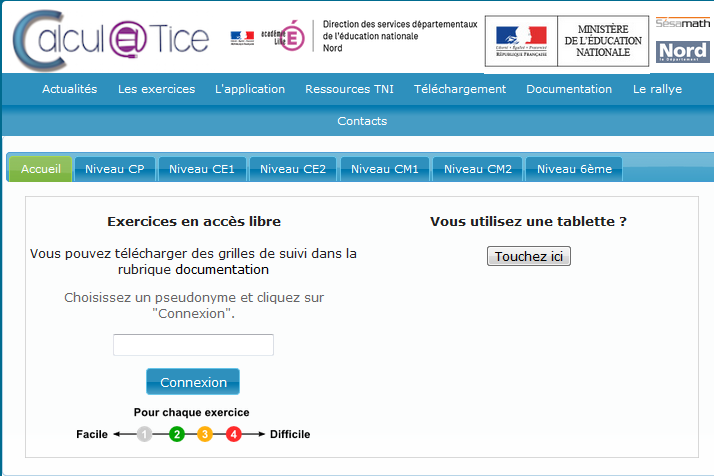 Calcul@Tice
académie
Lille
Direction des services départementaux
de l'éducation nationale
Nord
Liberté • Égalité • Fraternité
RÉPUBLIQUE FRANÇAISE
MINISTÈRE
DE L'ÉDUCATION
NATIONALE
Sésamath
Nord
le Département
Actualités Les exercices L'application Ressources TNI Téléchargement Documentation Le rallye
Contacts
Accueil Niveau CP Niveau CE1 Niveau CE2 Niveau CM1 Niveau CM2 Niveau 6ème
Exercices en accès libre
Vous pouvez télécharger des grilles de suivi dans la
rubrique documentation
Choisissez un pseudonyme et cliquez sur
"Connexion".
Connexion
Pour chaque exercice
Facile 1 2 3 4 Difficile
Vous utilisez une tablette ?
Touchez ici